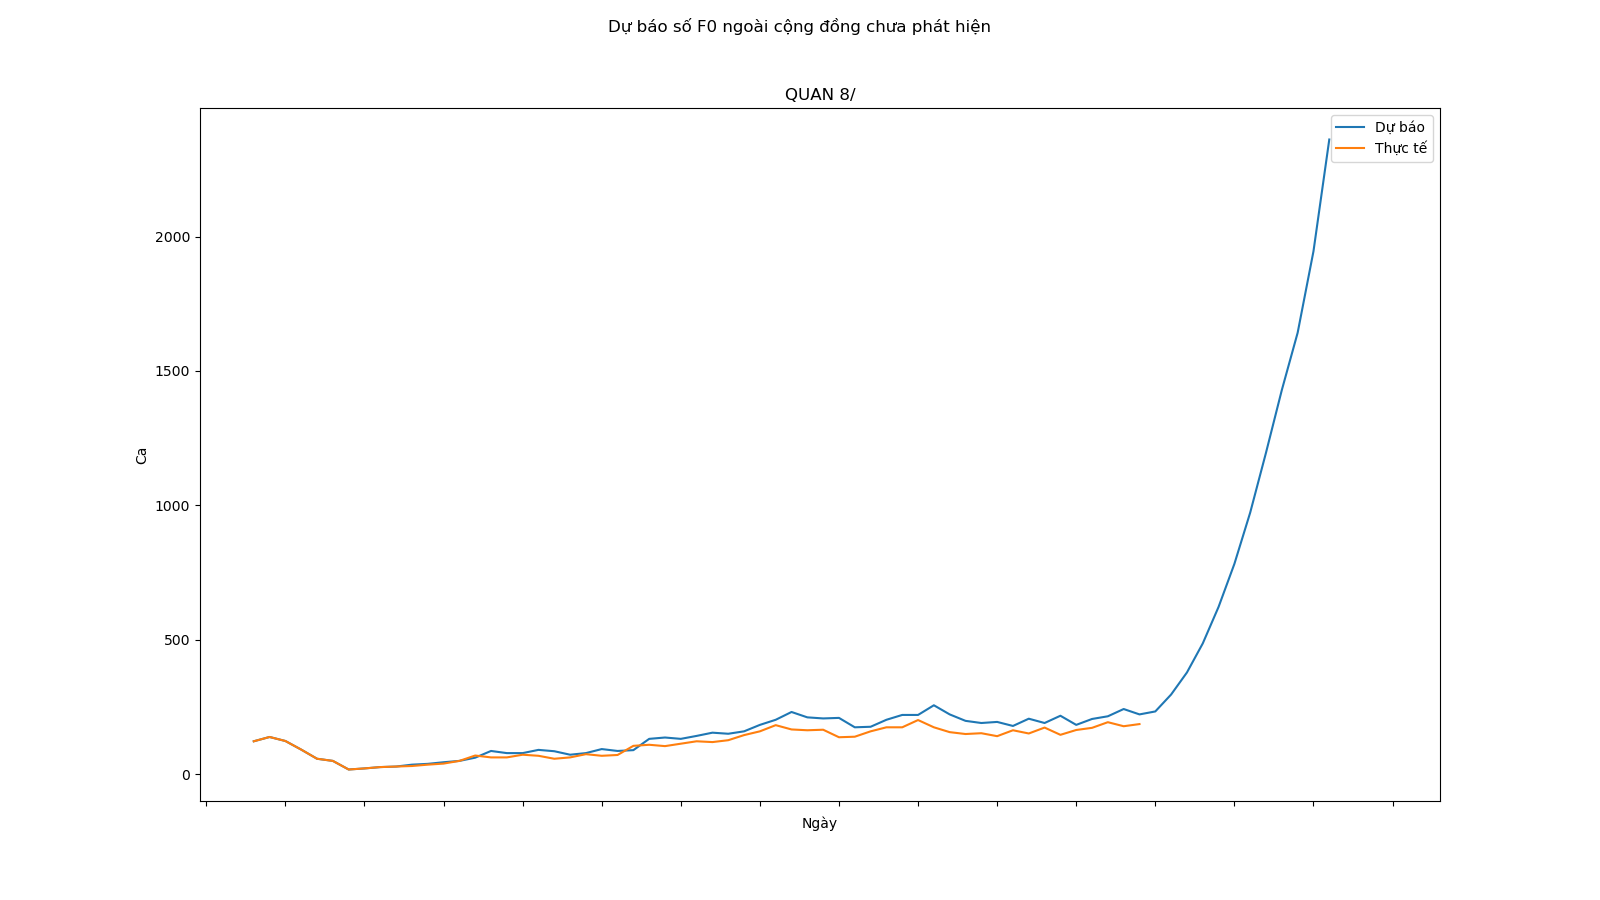 Dự báo số F0 ngoài cộng đồng chưa phát hiện
QUAN 8/
Dự báo
Thực tế
2000
1500
1000
500
0
Ca
Ngày